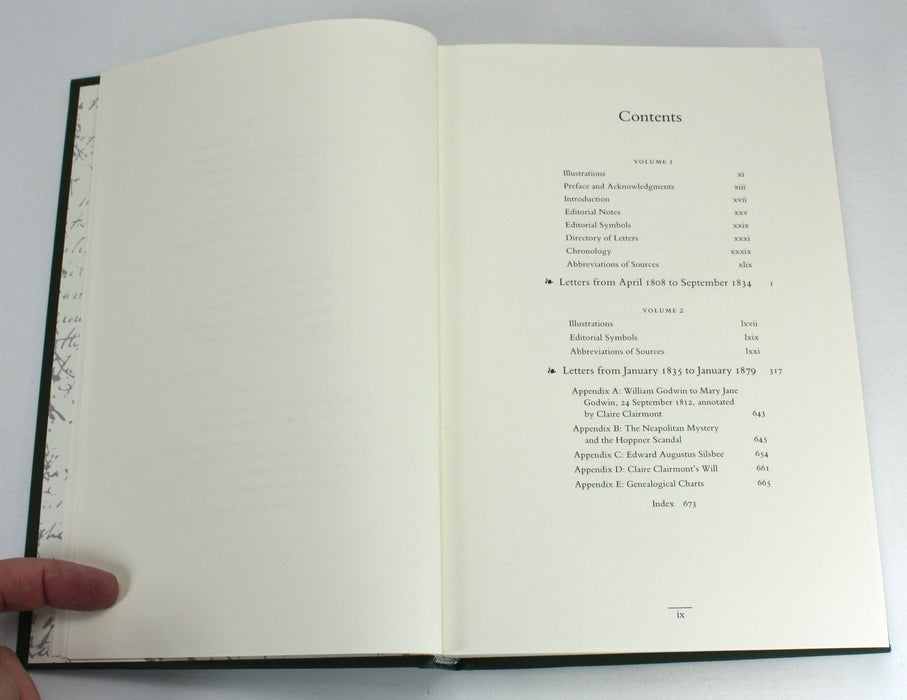 Contents
VOLUME 1
Illustrations xi
Preface and Acknowledgments xiii
Introduction xvii
Editorial Notes xxv
Editorial Symbols xxix
Directory of Letters xxxi
Chronology xxxix
Abbreviations of Sources xlix
Letters from April 1808 to September 1834 1
VOLUME 2
Illustrations lxvii
Editorial Symbols lxix
Abbreviations of Sources lxxi
Letters from January 1835 to January 1879 317
Appendix A: William Godwin to Mary Jane
Godwin, 24 September 1812, annotated
by Claire Clairmont 643
Appendix B: The Neapolitan Mystery
and the Hoppner Scandal 645
Appendix C: Edward Augustus Silsbee 654
Appendix D: Claire Clairmont's Will 661
Appendix E: Genealogical Charts 665
Index 673
ix